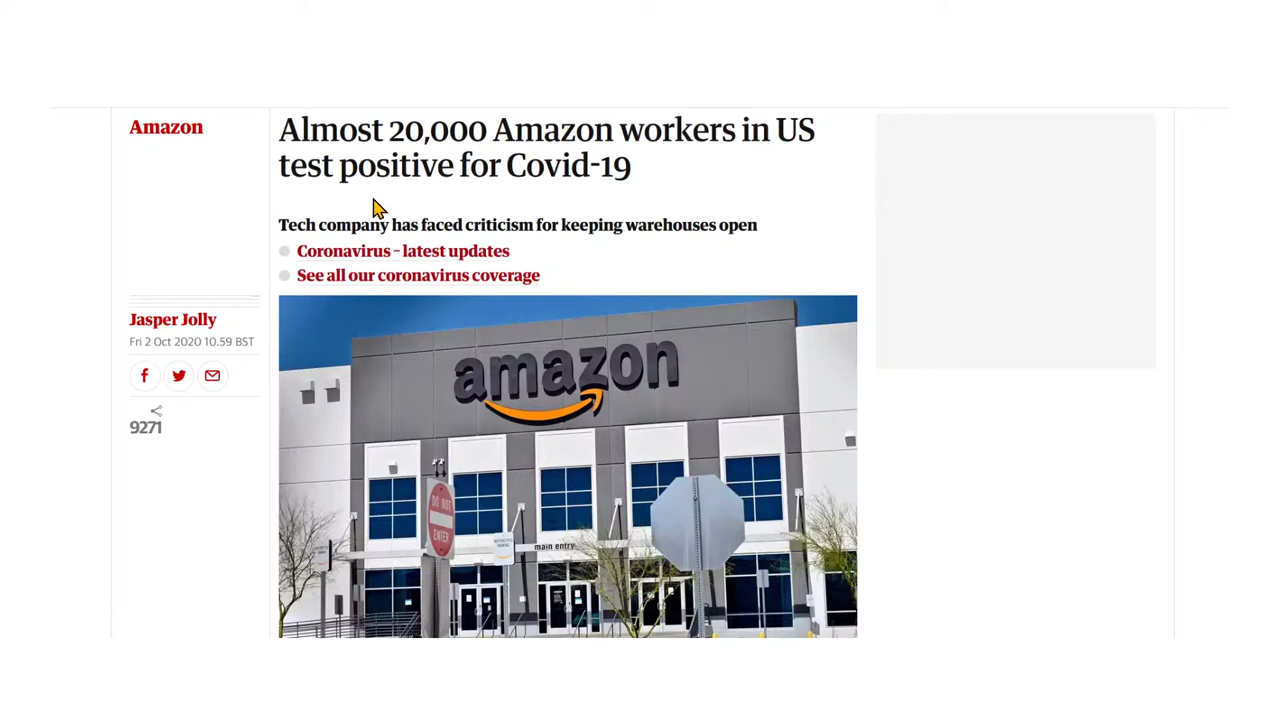 Amazon
Almost 20,000 Amazon workers in US
test positive for Covid-19
Tech company has faced criticism for keeping warehouses open
Coronavirus – latest updates
See all our coronavirus coverage
Jasper Jolly
Fri 2 Oct 2020 10.59 BST
9271
amazon
DO NOT
ENTER
main entry